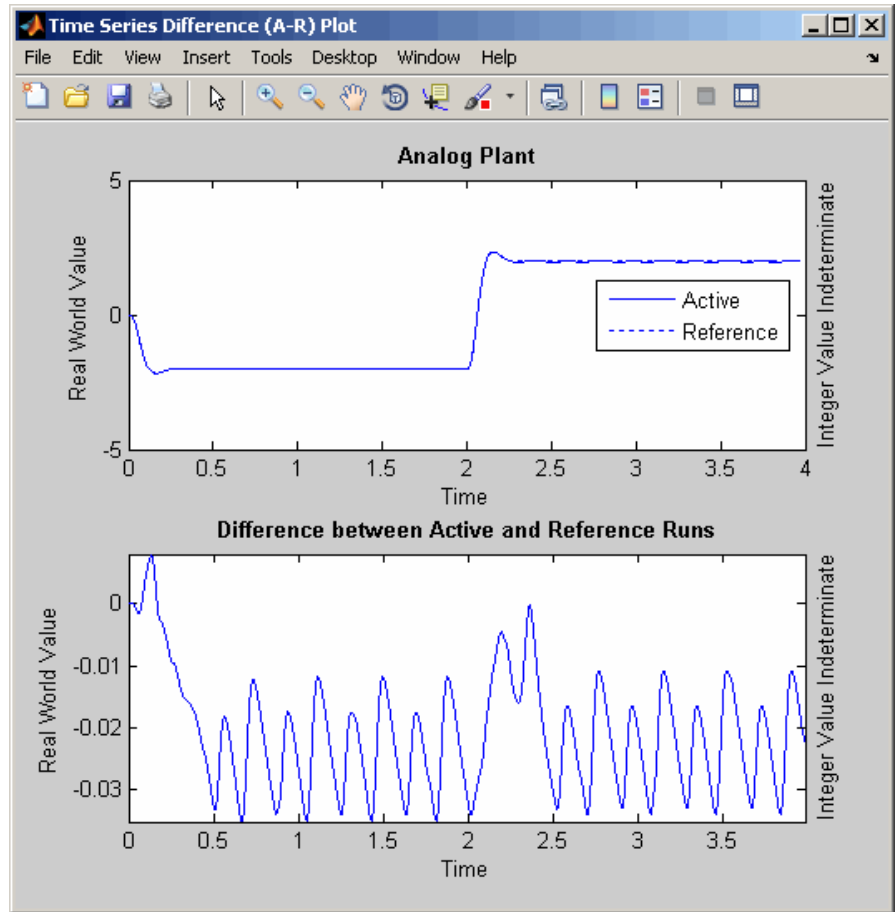 Time Series Difference (A-R) Plot
File Edit View Insert Tools Desktop Window Help
Analog Plant
Real World Value
5
0
-5
0 0.5 1 1.5 2 2.5 3 3.5 4
Time
Integer Value Indeterminate
Active
Reference
Difference between Active and Reference Runs
Real World Value
0
-0.01
-0.02
-0.03
0 0.5 1 1.5 2 2.5 3 3.5
Time
Integer Value Indeterminate